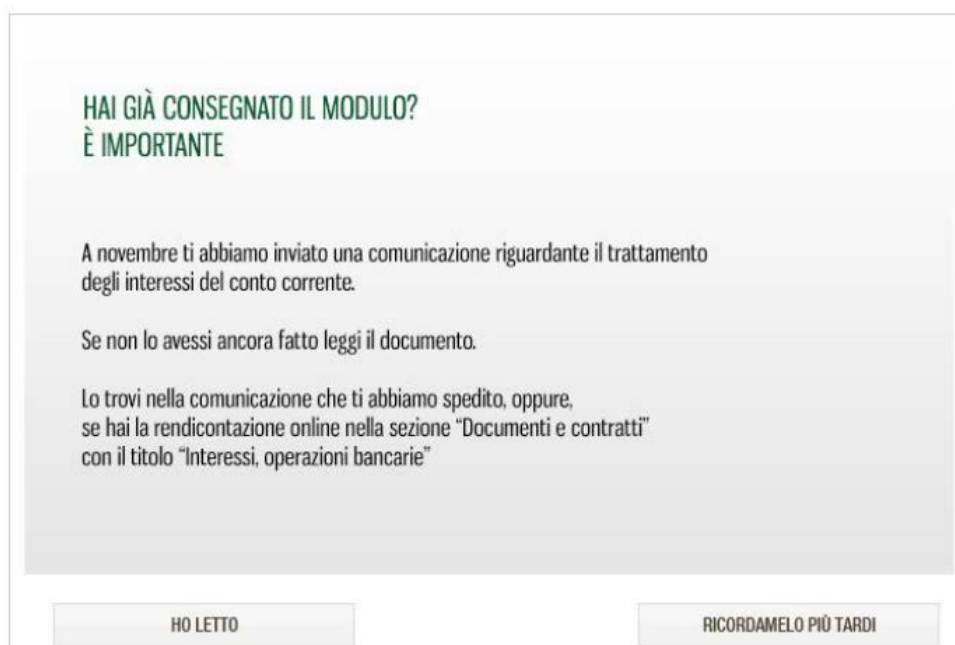 HAI GIÀ CONSEGNATO IL MODULO?
È IMPORTANTE
A novembre ti abbiamo inviato una comunicazione riguardante il trattamento
degli interessi del conto corrente.
Se non lo avessi ancora fatto leggi il documento.
Lo trovi nella comunicazione che ti abbiamo spedito, oppure,
se hai la rendicontazione online nella sezione “Documenti e contratti”
con il titolo “Interessi, operazioni bancarie”
HO LETTO
RICORDAMELO PIÙ TARDI